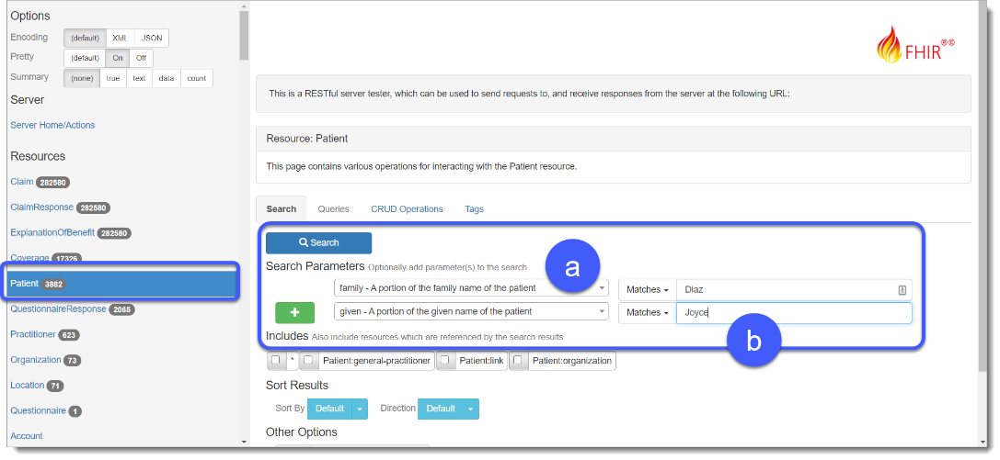 Options
Encoding (default) XML JSON
Pretty (default) On Off
Summary (none) true text data count
Server
Server Home/Actions
Resources
Claim 282580
ClaimResponse 282580
ExplanationOfBenefit 282580
Coverage 17326
Patient 3882
QuestionnaireResponse 2065
Practitioner 623
Organization 73
Location 71
Questionnaire 1
Account
FHIR®©
This is a RESTful server tester, which can be used to send requests to, and receive responses from the server at the following URL:
Resource: Patient
This page contains various operations for interacting with the Patient resource.
Search Queries CRUD Operations Tags
Search
a
Search Parameters Optionally add parameter(s) to the search
family - A portion of the family name of the patient Matches Diaz
+ given - A portion of the given name of the patient Matches Joyce
b
Includes Also include resources which are referenced by the search results
* Patient:general-practitioner Patient:link Patient:organization
Sort Results
Sort By Default Direction Default
Other Options